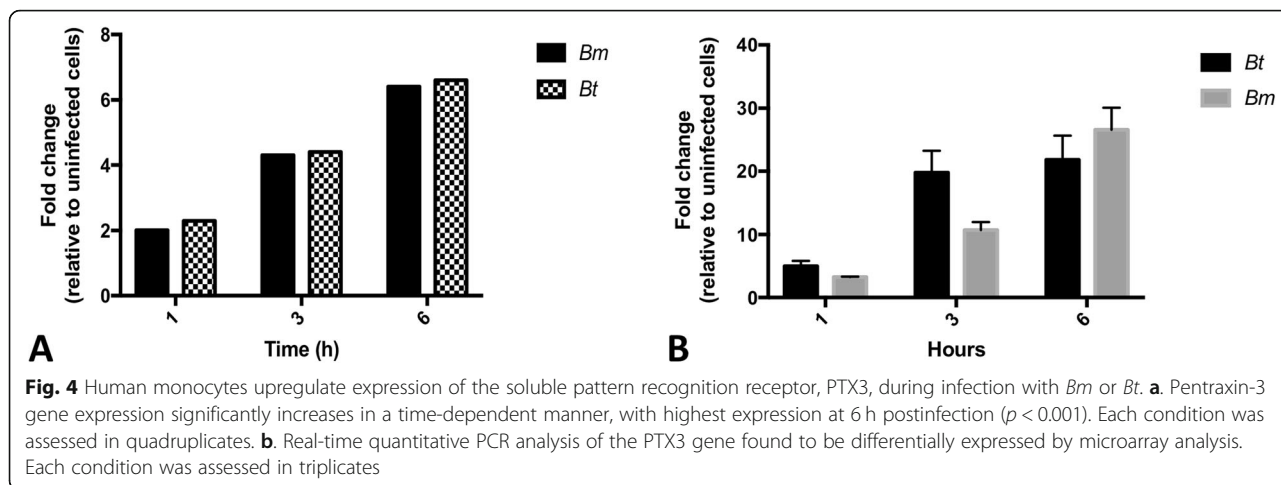 8
6
4
2
0
Fold change
(relative to uninfected cells)
1
3
6
Time (h)
Bm
Bt
A
40
30
20
10
0
Fold change
(relative to uninfected cells)
1
3
6
Hours
Bt
Bm
B
Fig. 4 Human monocytes upregulate expression of the soluble pattern recognition receptor, PTX3, during infection with Bm or Bt. a. Pentraxin-3
gene expression significantly increases in a time-dependent manner, with highest expression at 6 h postinfection (p < 0.001). Each condition was
assessed in quadruplicates. b. Real-time quantitative PCR analysis of the PTX3 gene found to be differentially expressed by microarray analysis.
Each condition was assessed in triplicates